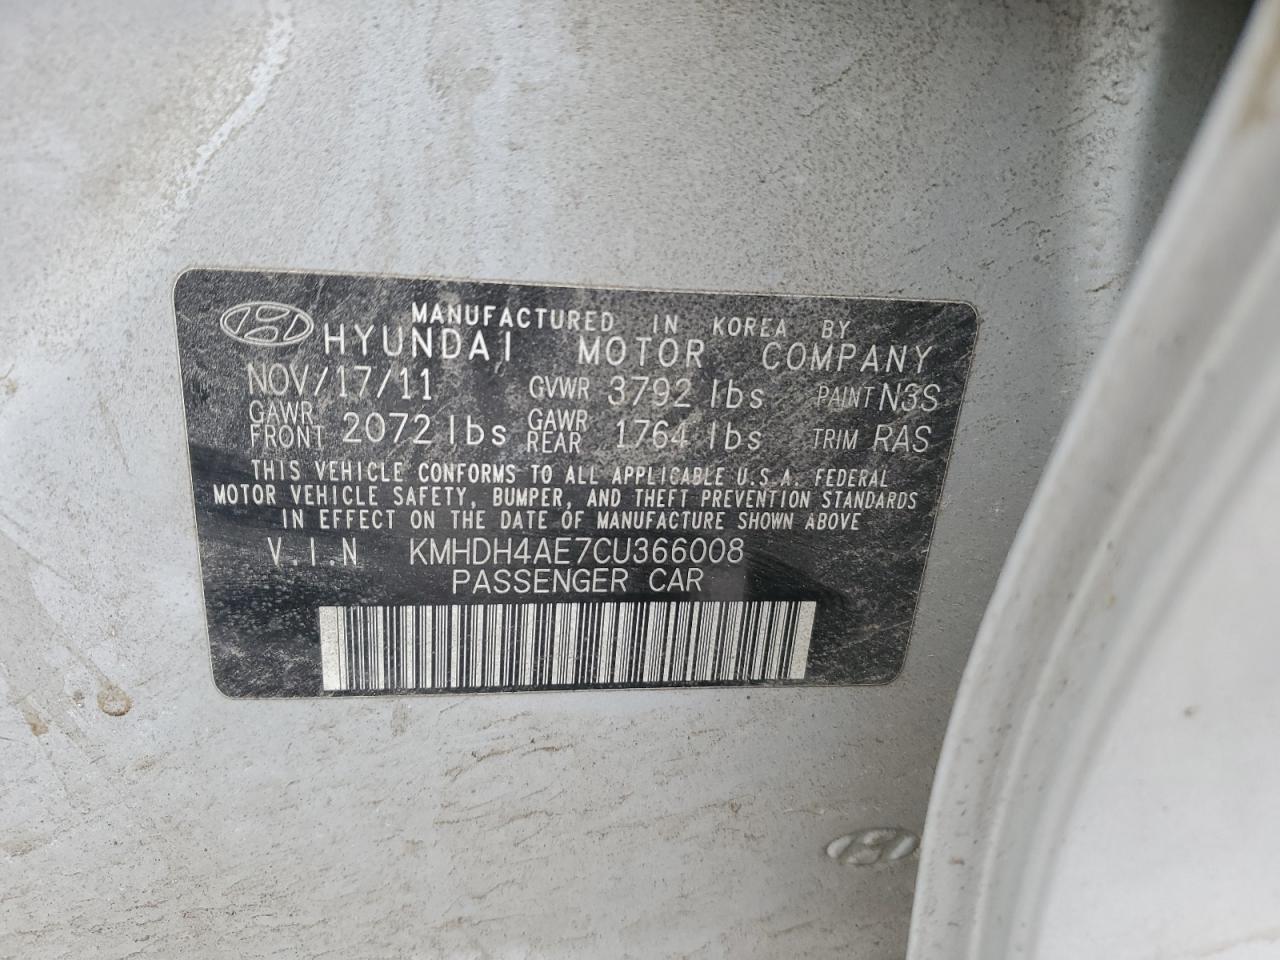 MANUFACTURED IN KOREA BY
HYUNDAI MOTOR COMPANY
NOV/17/11 GVWR 3792 lbs PAINT N3S
GAWR FRONT 2072 lbs GAWR REAR 1764 lbs TRIM RAS
THIS VEHICLE CONFORMS TO ALL APPLICABLE U.S.A. FEDERAL
MOTOR VEHICLE SAFETY, BUMPER, AND THEFT PREVENTION STANDARDS
IN EFFECT ON THE DATE OF MANUFACTURE SHOWN ABOVE
V.I.N KMHDH4AE7CU366008
PASSENGER CAR